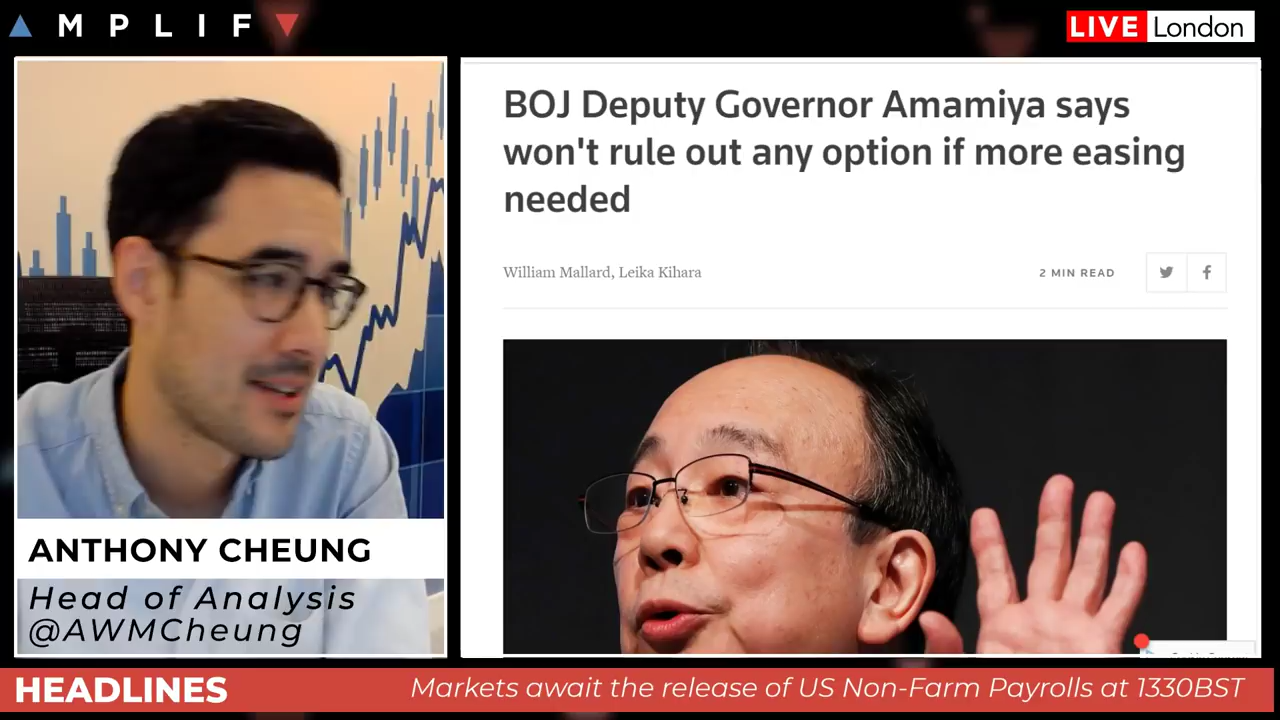 AMPLIFY
LIVE London
BOJ Deputy Governor Amamiya says
won't rule out any option if more easing
needed
William Mallard, Leika Kihara
2 MIN READ
ANTHONY CHEUNG
Head of Analysis
@AWMCheung
HEADLINES
Markets await the release of US Non-Farm Payrolls at 1330BST